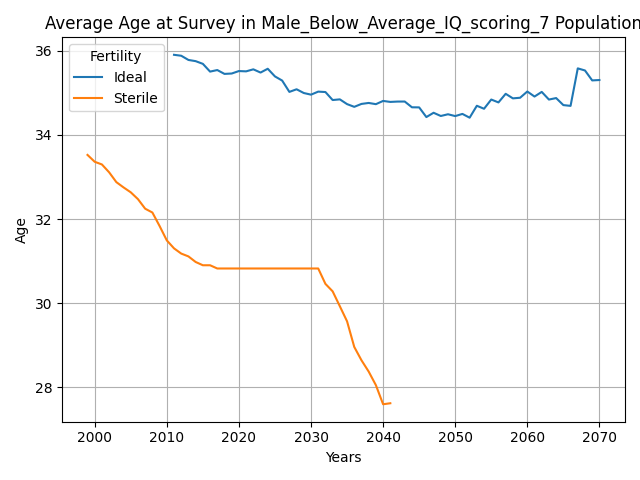 Average Age at Survey in Male_Below_Average_IQ_scoring_7 Population
Fertility
Ideal
Sterile
36
34
32
30
28
Age
2000 2010 2020 2030 2040 2050 2060 2070
Years